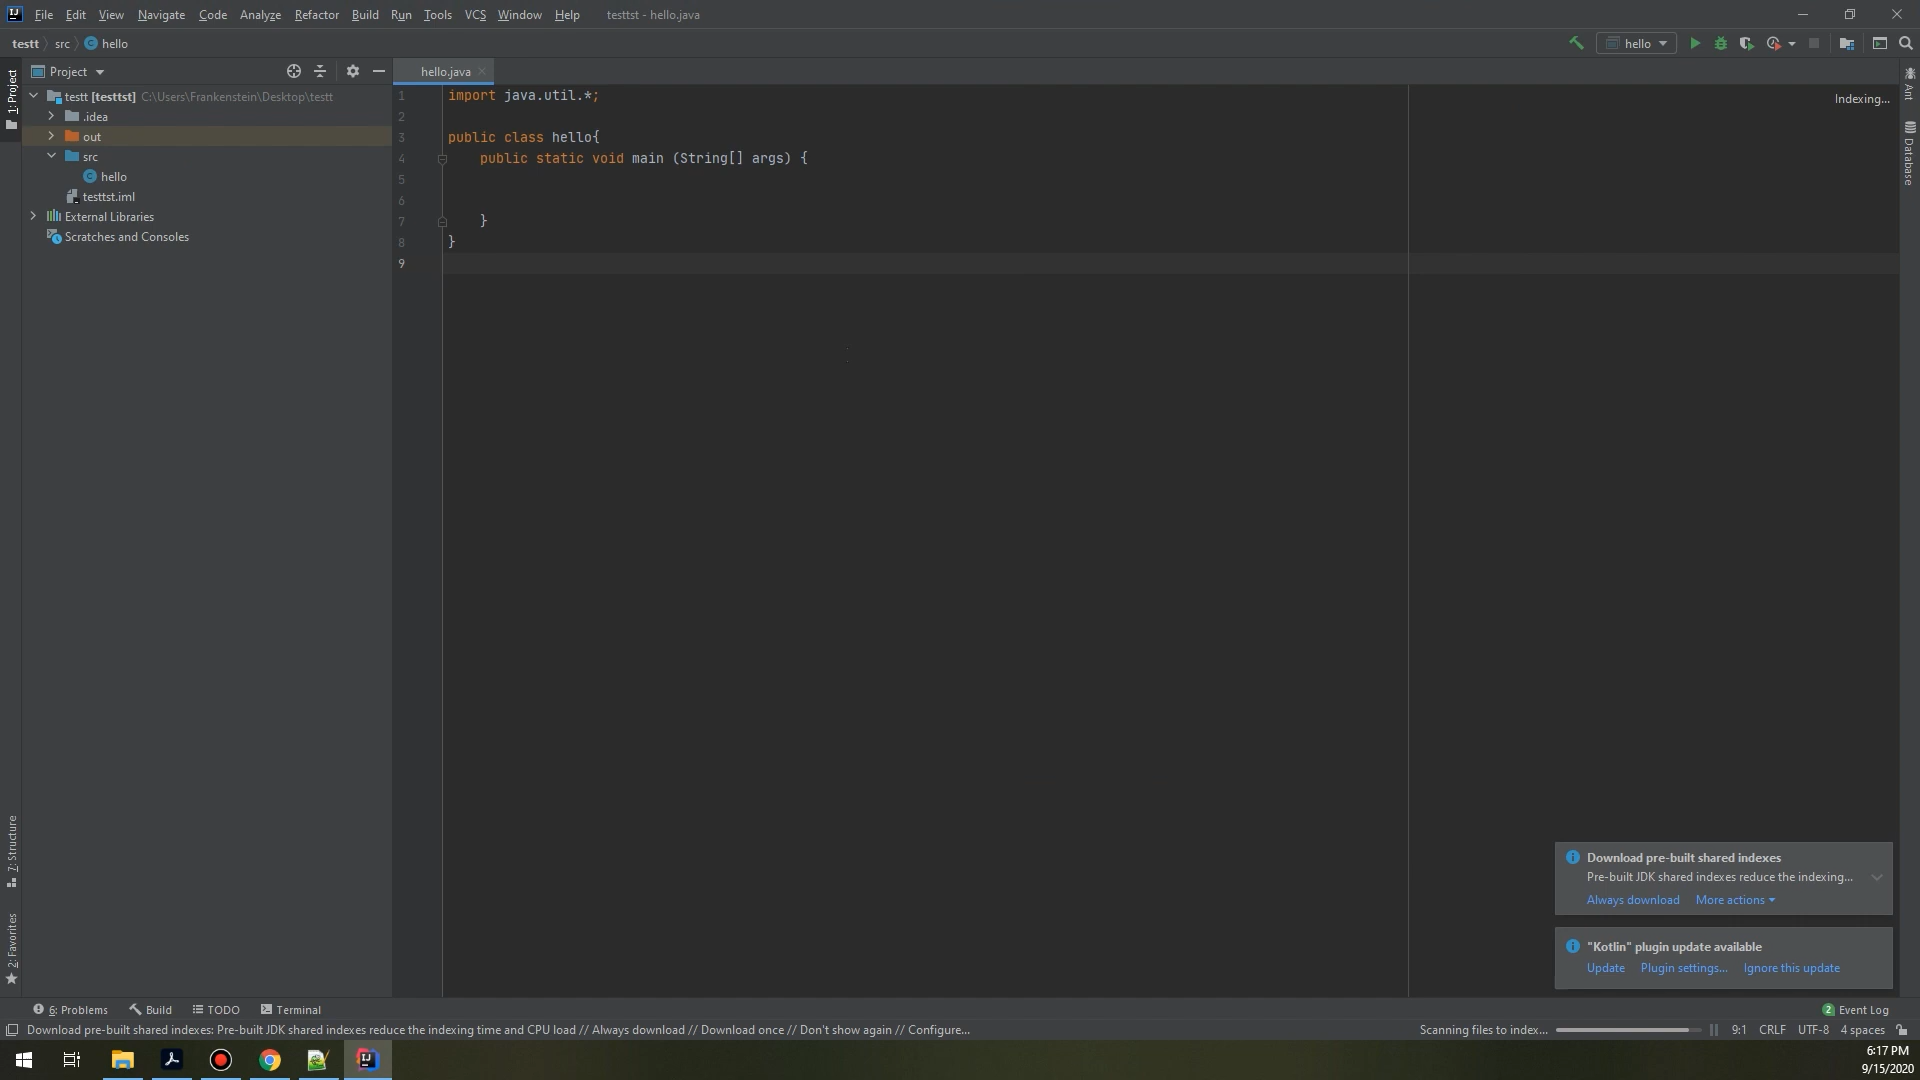 File Edit View Navigate Code Analyze Refactor Build Run Tools VCS Window Help testtst - hello.java
testt src hello
hello
Project
hello.java
1: Project
testt [testtst] C:\Users\Frankenstein\Desktop\testt
.idea
out
src
hello
testtst.iml
External Libraries
Scratches and Consoles
1 import java.util.*;
2
3 public class hello{
4 public static void main (String[] args) {
5
6
7 }
8 }
9
Indexing...
Ant
Database
7: Structure
2: Favorites
Download pre-built shared indexes
Pre-built JDK shared indexes reduce the indexing...
Always download More actions
"Kotlin" plugin update available
Update Plugin settings... Ignore this update
6: Problems Build TODO Terminal
2 Event Log
Download pre-built shared indexes: Pre-built JDK shared indexes reduce the indexing time and CPU load // Always download // Download once // Don't show again // Configure...
Scanning files to index... 9:1 CRLF UTF-8 4 spaces
6:17 PM
9/15/2020